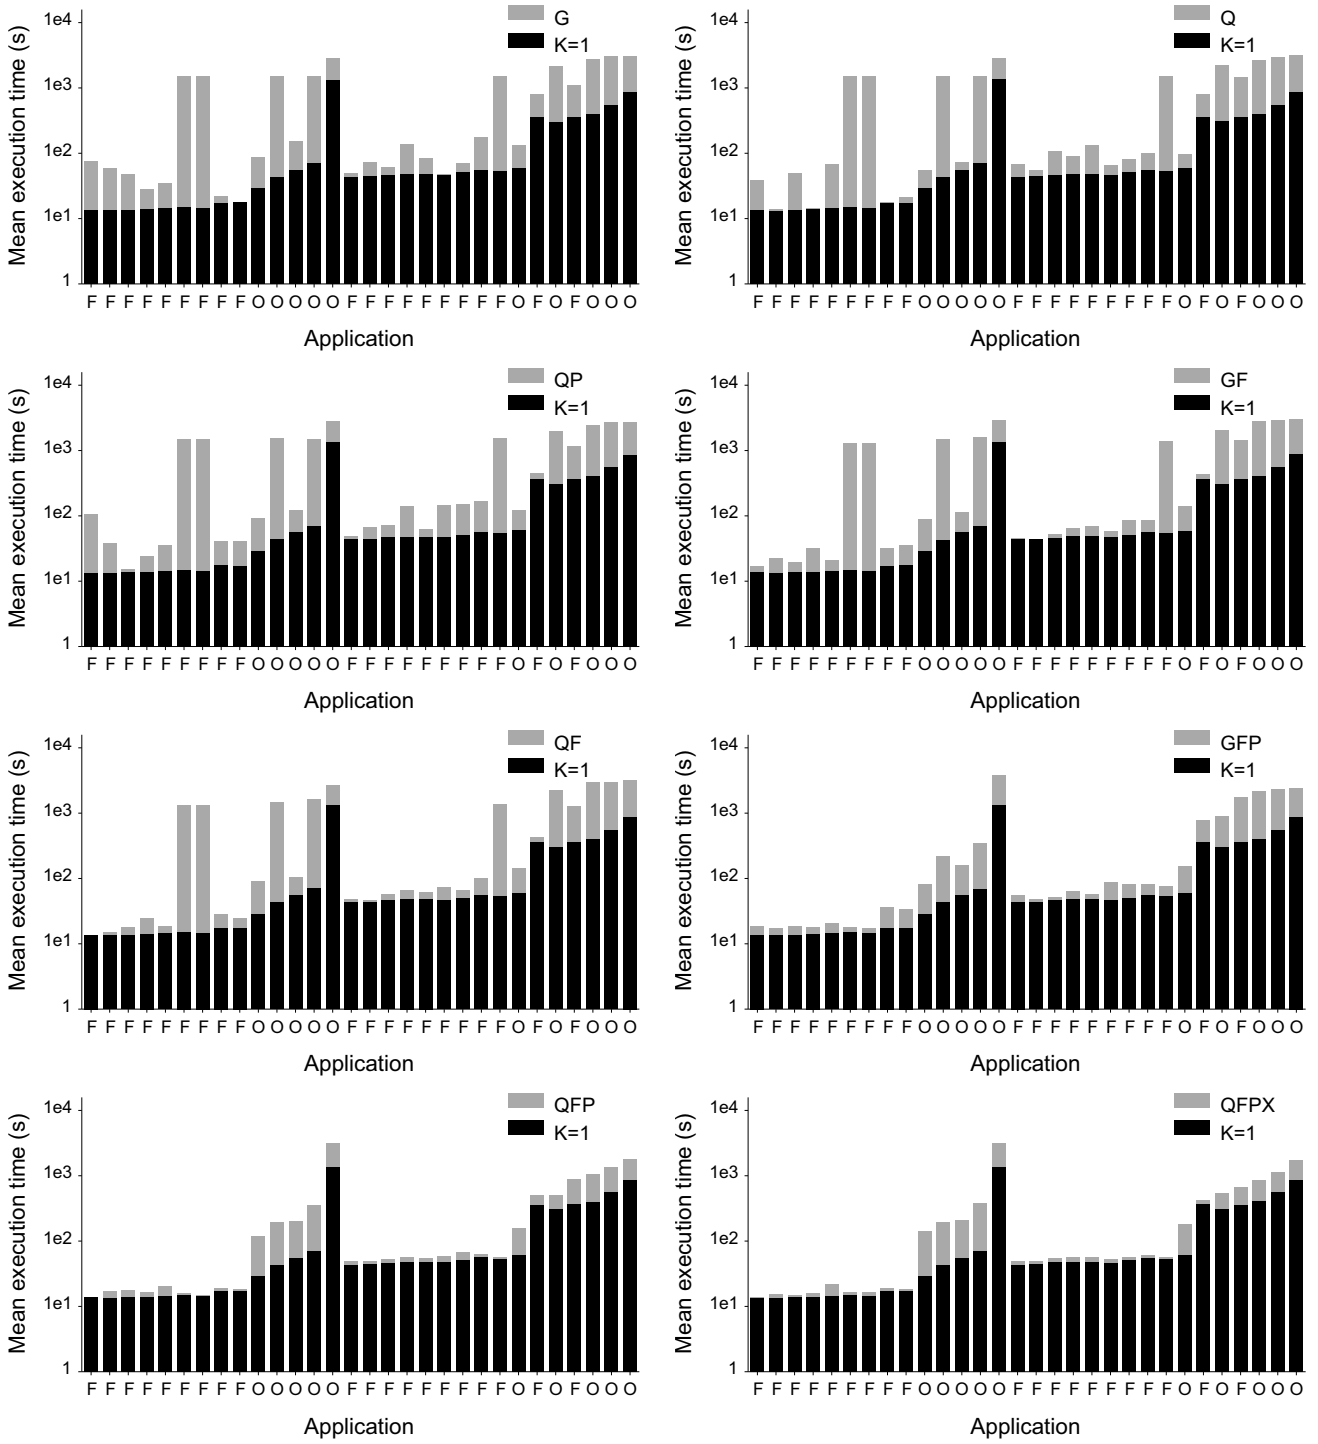 G
K=1
Mean execution time (s)
1e4
1e3
1e2
1e1
1
F F F F F F F F F O O O O O F F F F F F F F F O F O F O O O
Application
Q
K=1
Mean execution time (s)
1e4
1e3
1e2
1e1
1
F F F F F F F F F O O O O O F F F F F F F F F O F O F O O O
Application
QP
K=1
Mean execution time (s)
1e4
1e3
1e2
1e1
1
F F F F F F F F F O O O O O F F F F F F F F F O F O F O O O
Application
GF
K=1
Mean execution time (s)
1e4
1e3
1e2
1e1
1
F F F F F F F F F O O O O O F F F F F F F F F O F O F O O O
Application
QF
K=1
Mean execution time (s)
1e4
1e3
1e2
1e1
1
F F F F F F F F F O O O O O F F F F F F F F F O F O F O O O
Application
GFP
K=1
Mean execution time (s)
1e4
1e3
1e2
1e1
1
F F F F F F F F F O O O O O F F F F F F F F F O F O F O O O
Application
QFP
K=1
Mean execution time (s)
1e4
1e3
1e2
1e1
1
F F F F F F F F F O O O O O F F F F F F F F F O F O F O O O
Application
QFPX
K=1
Mean execution time (s)
1e4
1e3
1e2
1e1
1
F F F F F F F F F O O O O O F F F F F F F F F O F O F O O O
Application